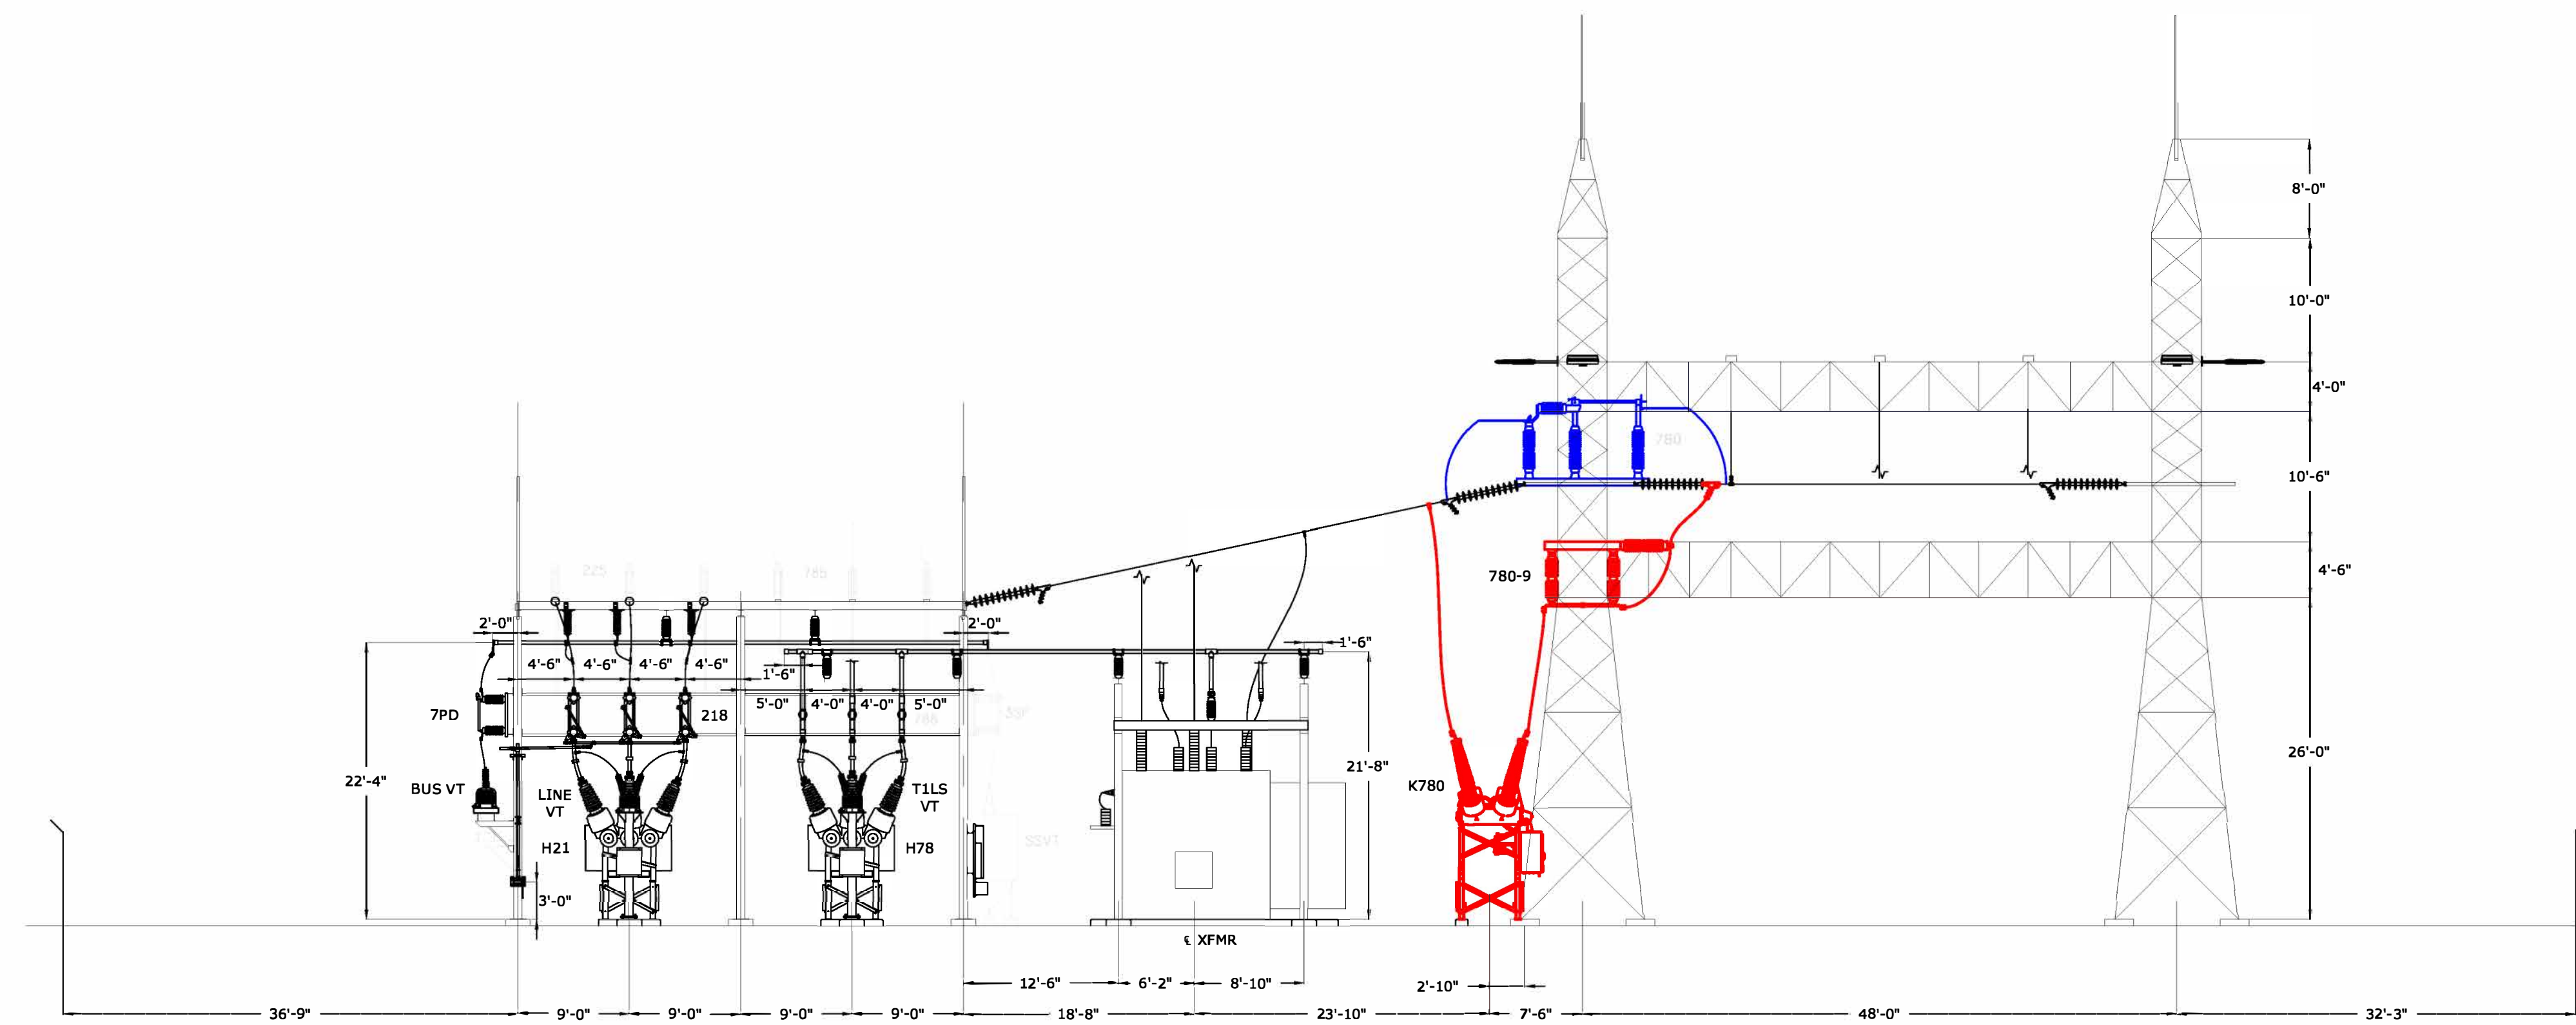 8'-0"
10'-0"
4'-0"
780
10'-6"
780-9
4'-6"
225
785
2'-0"
2'-0"
1'-6"
4'-6" 4'-6" 4'-6" 4'-6"
1'-6"
5'-0" 4'-0" 4'-0" 5'-0"
7PD
218
786
26'-0"
22'-4"
21'-8"
BUS VT
LINE
VT
T1LS
VT
K780
H21
H78
SSVT
3'-0"
℄ XFMR
12'-6" 6'-2" 8'-10"
2'-10"
36'-9" 9'-0" 9'-0" 9'-0" 9'-0" 18'-8" 23'-10" 7'-6" 48'-0" 32'-3"